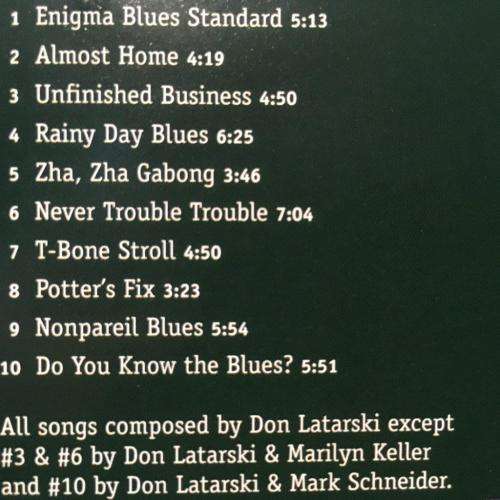 1 Enigma Blues Standard 5:13
2 Almost Home 4:19
3 Unfinished Business 4:50
4 Rainy Day Blues 6:25
5 Zha, Zha Gabong 3:46
6 Never Trouble Trouble 7:04
7 T-Bone Stroll 4:50
8 Potter's Fix 3:23
9 Nonpareil Blues 5:54
10 Do You Know the Blues? 5:51
All songs composed by Don Latarski except
#3 & #6 by Don Latarski & Marilyn Keller
and #10 by Don Latarski & Mark Schneider.